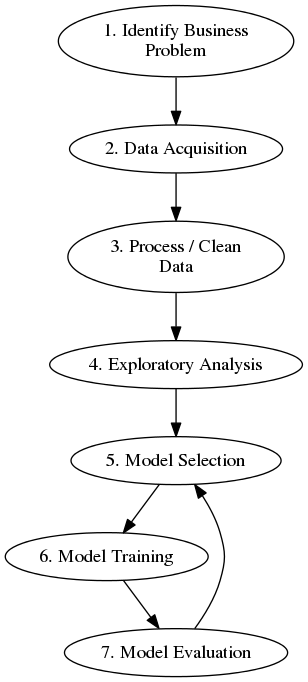 1. Identify Business
Problem
2. Data Acquisition
3. Process / Clean
Data
4. Exploratory Analysis
5. Model Selection
6. Model Training
7. Model Evaluation